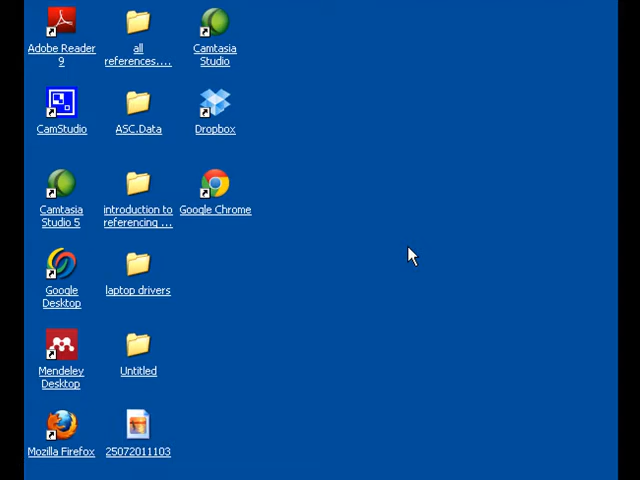 Adobe Reader
9
all
references....
Camtasia
Studio
CamStudio
ASC.Data
Dropbox
Camtasia
Studio 5
introduction to
referencing ...
Google Chrome
Google
Desktop
laptop drivers
Mendeley
Desktop
Untitled
Mozilla Firefox
25072011103